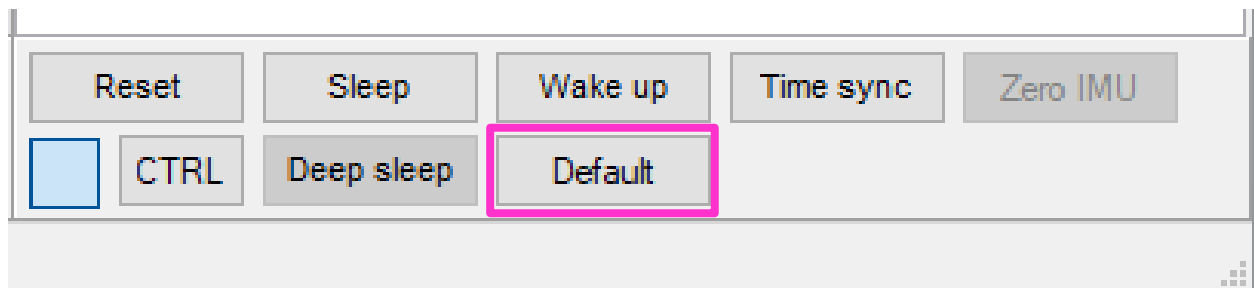 Reset Sleep Wake up Time sync Zero IMU
CTRL Deep sleep Default